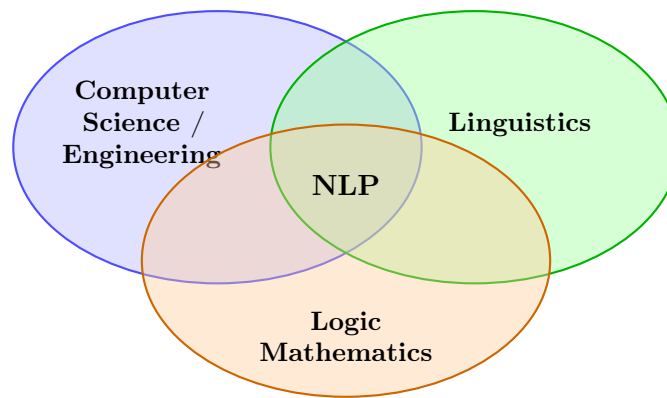 Computer
Science /
Engineering
Linguistics
NLP
Logic
Mathematics